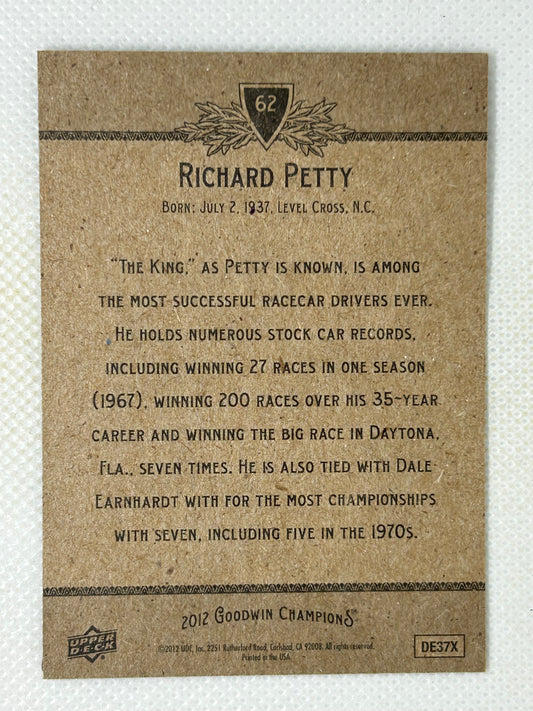 62
Richard Petty
Born: July 2, 1937, Level Cross, N.C.
"The King," as Petty is known, is among
the most successful racecar drivers ever.
He holds numerous stock car records,
including winning 27 races in one season
(1967), winning 200 races over his 35-year
career and winning the big race in Daytona,
Fla., seven times. He is also tied with Dale
Earnhardt with for the most championships
with seven, including five in the 1970s.
2012 Goodwin Champions
UPPER DECK
©2012 UDC, Inc. 2251 Rutherford Road, Carlsbad, CA 92008. All rights reserved.
Printed in the USA.
DE37X